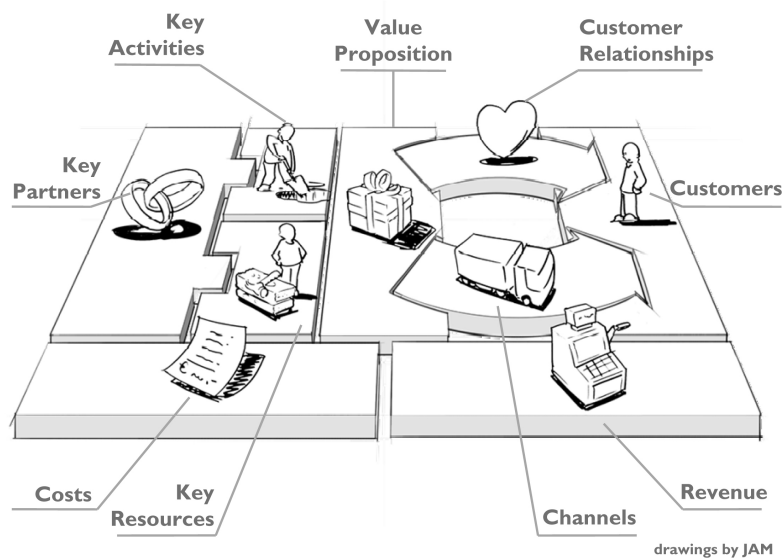 Key
Activities
Value
Proposition
Customer
Relationships
Key
Partners
Customers
€
Costs
Key
Resources
Channels
Revenue
drawings by JAM